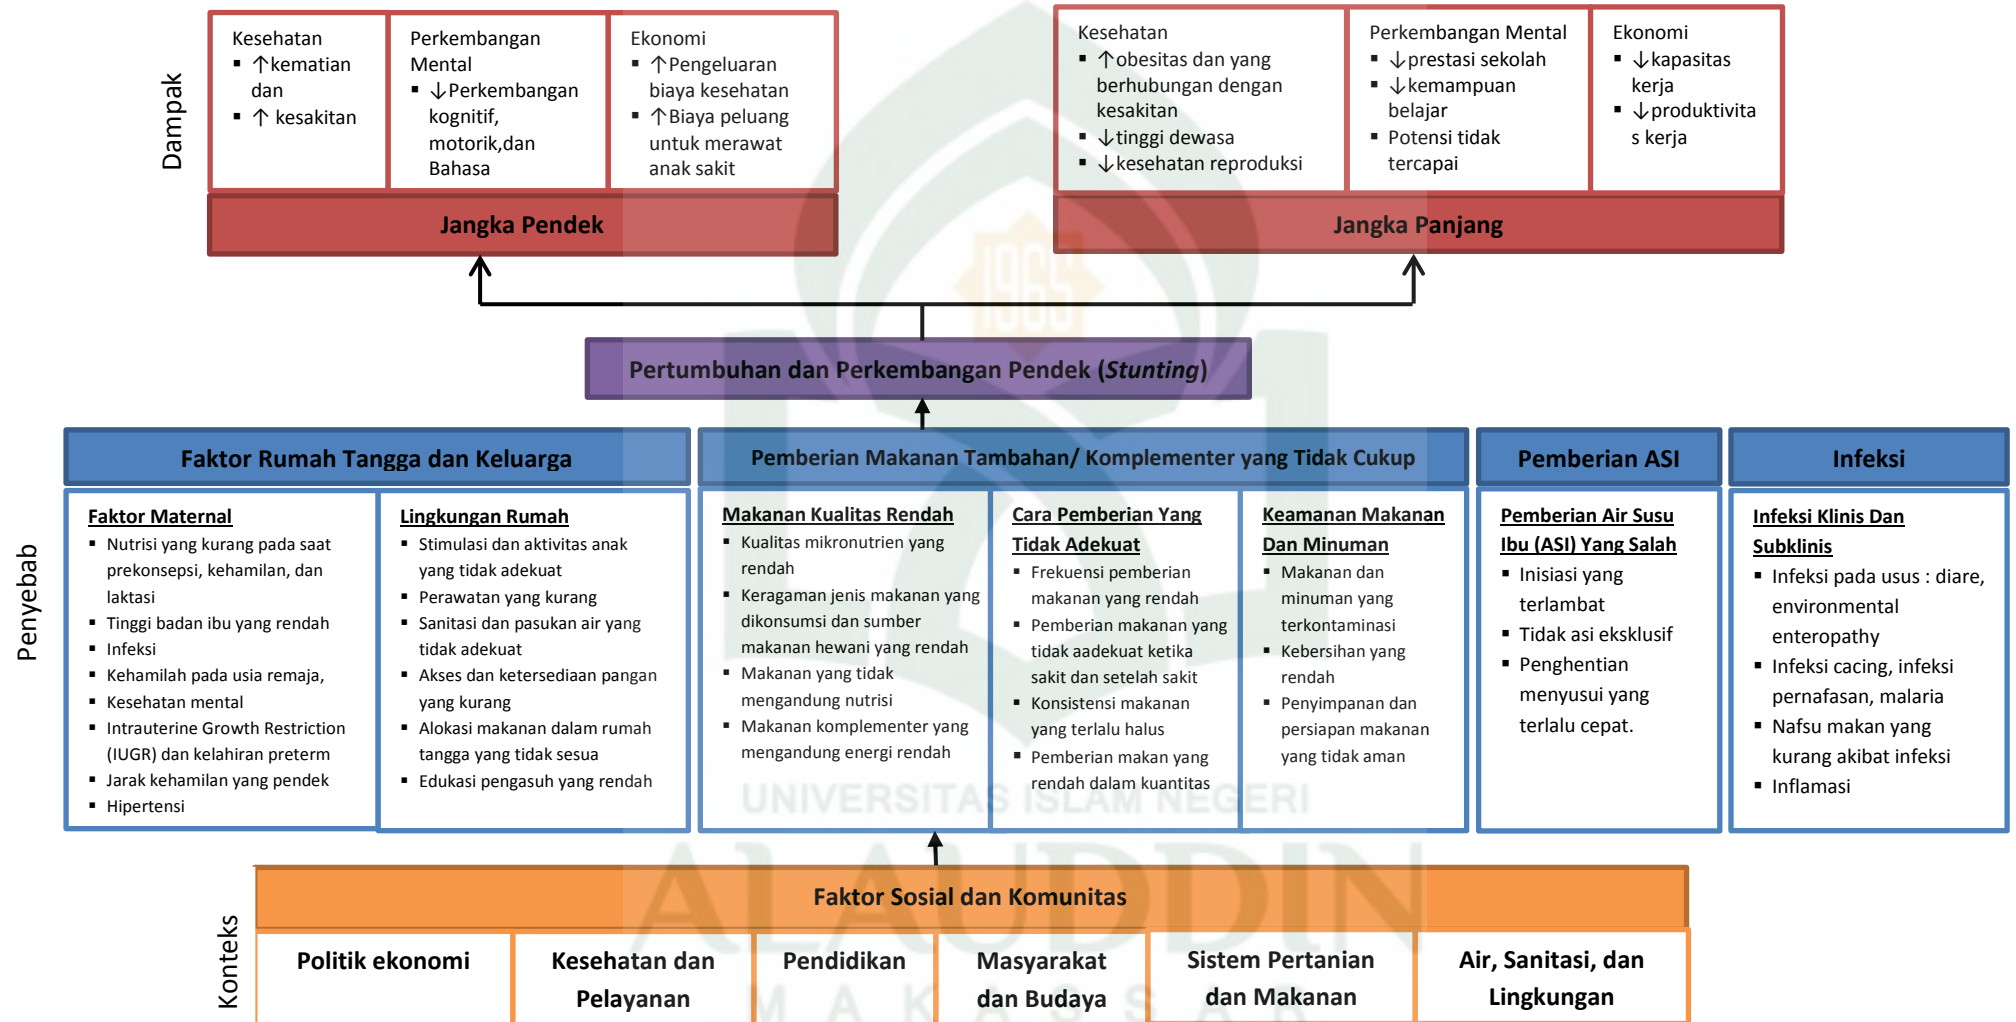 Dampak
Kesehatan
▪ ↑kematian
dan
▪ ↑ kesakitan
Perkembangan
Mental
▪ ↓Perkembangan
kognitif,
motorik,dan
Bahasa
Ekonomi
▪ ↑Pengeluaran
biaya kesehatan
▪ ↑Biaya peluang
untuk merawat
anak sakit
Jangka Pendek
Kesehatan
▪ ↑obesitas dan yang
berhubungan dengan
kesakitan
▪ ↓tinggi dewasa
▪ ↓kesehatan reproduksi
Perkembangan Mental
▪ ↓prestasi sekolah
▪ ↓kemampuan
belajar
▪ Potensi tidak
tercapai
Ekonomi
▪ ↓kapasitas
kerja
▪ ↓produktivita
s kerja
Jangka Panjang
1965
Pertumbuhan dan Perkembangan Pendek (Stunting)
Penyebab
Faktor Rumah Tangga dan Keluarga
Faktor Maternal
▪ Nutrisi yang kurang pada saat
prekonsepsi, kehamilan, dan
laktasi
▪ Tinggi badan ibu yang rendah
▪ Infeksi
▪ Kehamilah pada usia remaja,
▪ Kesehatan mental
▪ Intrauterine Growth Restriction
(IUGR) dan kelahiran preterm
▪ Jarak kehamilan yang pendek
▪ Hipertensi
Lingkungan Rumah
▪ Stimulasi dan aktivitas anak
yang tidak adekuat
▪ Perawatan yang kurang
▪ Sanitasi dan pasukan air yang
tidak adekuat
▪ Akses dan ketersediaan pangan
yang kurang
▪ Alokasi makanan dalam rumah
tangga yang tidak sesua
▪ Edukasi pengasuh yang rendah
Pemberian Makanan Tambahan/ Komplementer yang Tidak Cukup
Makanan Kualitas Rendah
▪ Kualitas mikronutrien yang
rendah
▪ Keragaman jenis makanan yang
dikonsumsi dan sumber
makanan hewani yang rendah
▪ Makanan yang tidak
mengandung nutrisi
▪ Makanan komplementer yang
mengandung energi rendah
Cara Pemberian Yang
Tidak Adekuat
▪ Frekuensi pemberian
makanan yang rendah
▪ Pemberian makanan yang
tidak aadekuat ketika
sakit dan setelah sakit
▪ Konsistensi makanan
yang terlalu halus
▪ Pemberian makan yang
rendah dalam kuantitas
Keamanan Makanan
Dan Minuman
▪ Makanan dan
minuman yang
terkontaminasi
▪ Kebersihan yang
rendah
▪ Penyimpanan dan
persiapan makanan
yang tidak aman
Pemberian ASI
Pemberian Air Susu
Ibu (ASI) Yang Salah
▪ Inisiasi yang
terlambat
▪ Tidak asi eksklusif
▪ Penghentian
menyusui yang
terlalu cepat.
Infeksi
Infeksi Klinis Dan
Subklinis
▪ Infeksi pada usus : diare,
environmental
enteropathy
▪ Infeksi cacing, infeksi
pernafasan, malaria
▪ Nafsu makan yang
kurang akibat infeksi
▪ Inflamasi
UNIVERSITAS ISLAM NEGERI
ALAUDDIN
MAKASSAR
Konteks
Faktor Sosial dan Komunitas
Politik ekonomi
Kesehatan dan
Pelayanan
Pendidikan
Masyarakat
dan Budaya
Sistem Pertanian
dan Makanan
Air, Sanitasi, dan
Lingkungan